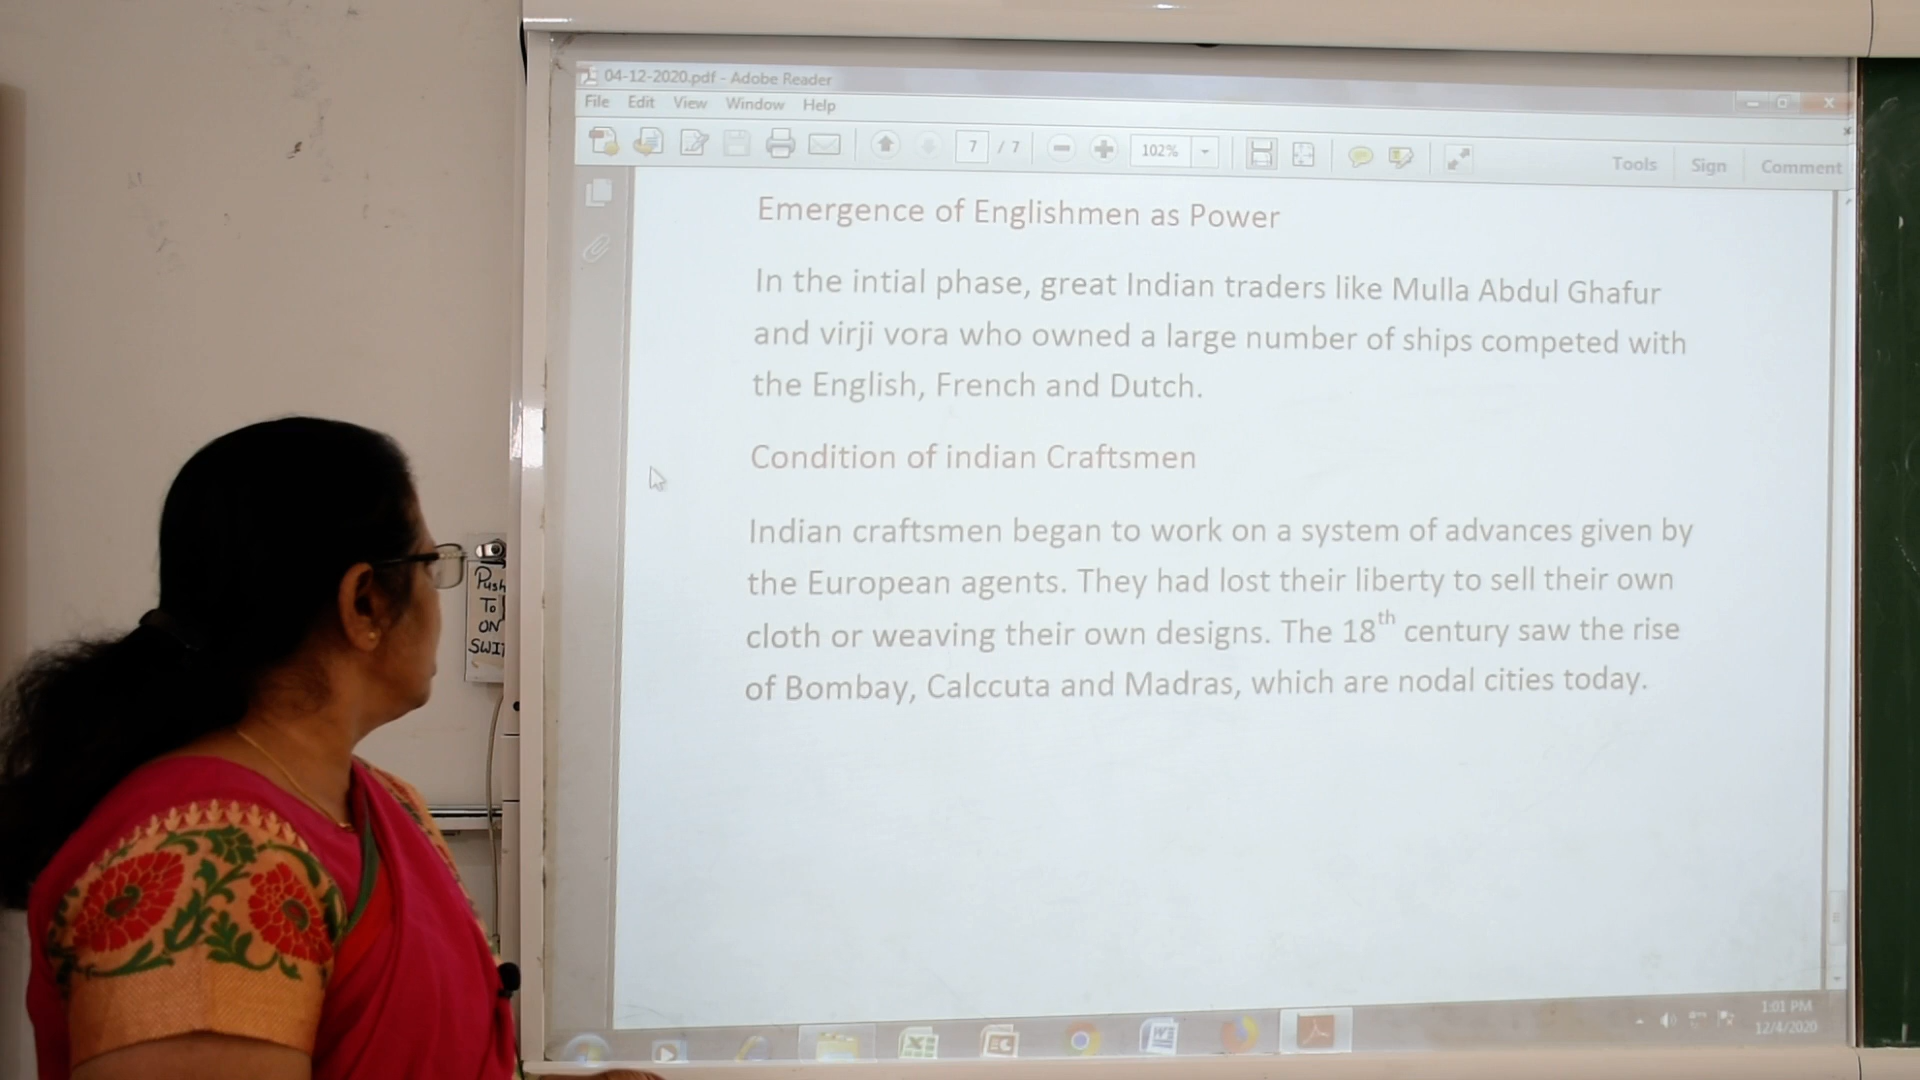 04-12-2020.pdf - Adobe Reader
File Edit View Window Help
7 / 7 102%
Tools Sign Comment
Emergence of Englishmen as Power
In the intial phase, great Indian traders like Mulla Abdul Ghafur
and virji vora who owned a large number of ships competed with
the English, French and Dutch.
Condition of indian Craftsmen
Indian craftsmen began to work on a system of advances given by
the European agents. They had lost their liberty to sell their own
cloth or weaving their own designs. The 18th century saw the rise
of Bombay, Calccuta and Madras, which are nodal cities today.
Push
To
ON
SWIT
1:01 PM
12/4/2020